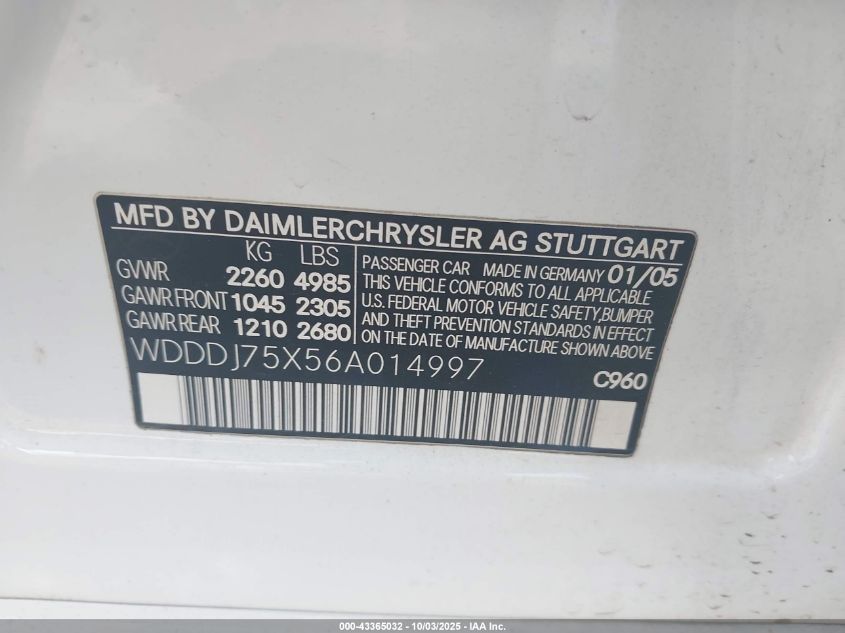 MFD BY DAIMLERCHRYSLER AG STUTTGART
KG LBS
GVWR 2260 4985
GAWR FRONT 1045 2305
GAWR REAR 1210 2680
PASSENGER CAR MADE IN GERMANY 01/05
THIS VEHICLE CONFORMS TO ALL APPLICABLE
U.S. FEDERAL MOTOR VEHICLE SAFETY, BUMPER
AND THEFT PREVENTION STANDARDS IN EFFECT
ON THE DATE OF MANUFACTURE SHOWN ABOVE
WDDDJ75X56A014997
C960
000-43365032 - 10/03/2025 - IAA Inc.